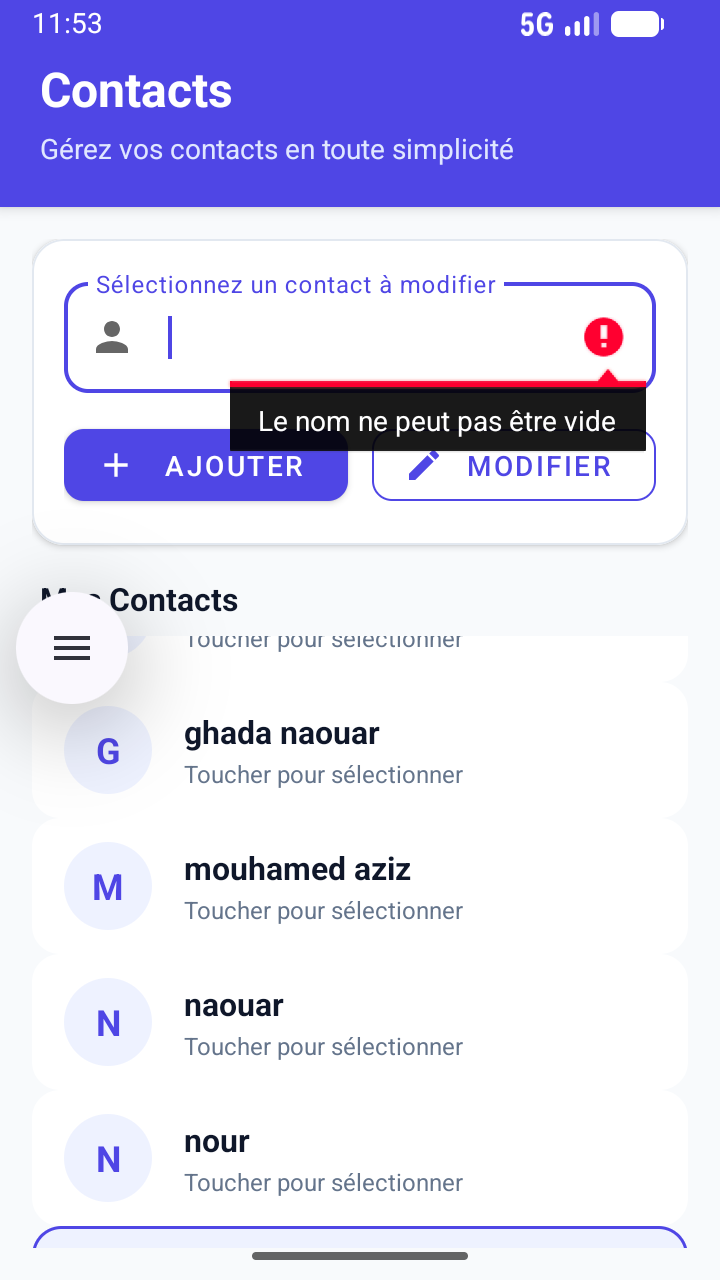 11:53
5G
Contacts
Gérez vos contacts en toute simplicité
Sélectionnez un contact à modifier
Le nom ne peut pas être vide
AJOUTER
MODIFIER
Contacts
Toucher pour sélectionner
G
ghada naouar
Toucher pour sélectionner
M
mouhamed aziz
Toucher pour sélectionner
N
naouar
Toucher pour sélectionner
N
nour
Toucher pour sélectionner